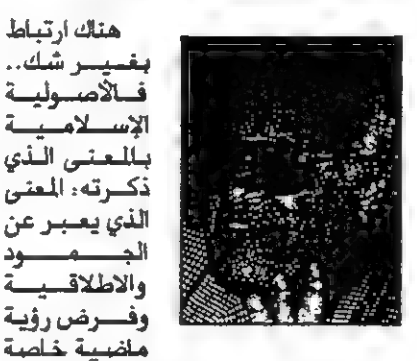 هناك ارتباط
بغير شك..
فالأصولية
الإسلامية
بالمعنى الذي
ذكرته: المعنى
الذي يعبر عن
الجمود
والاطلاقية
وفرض رؤية
ماضية خاصة